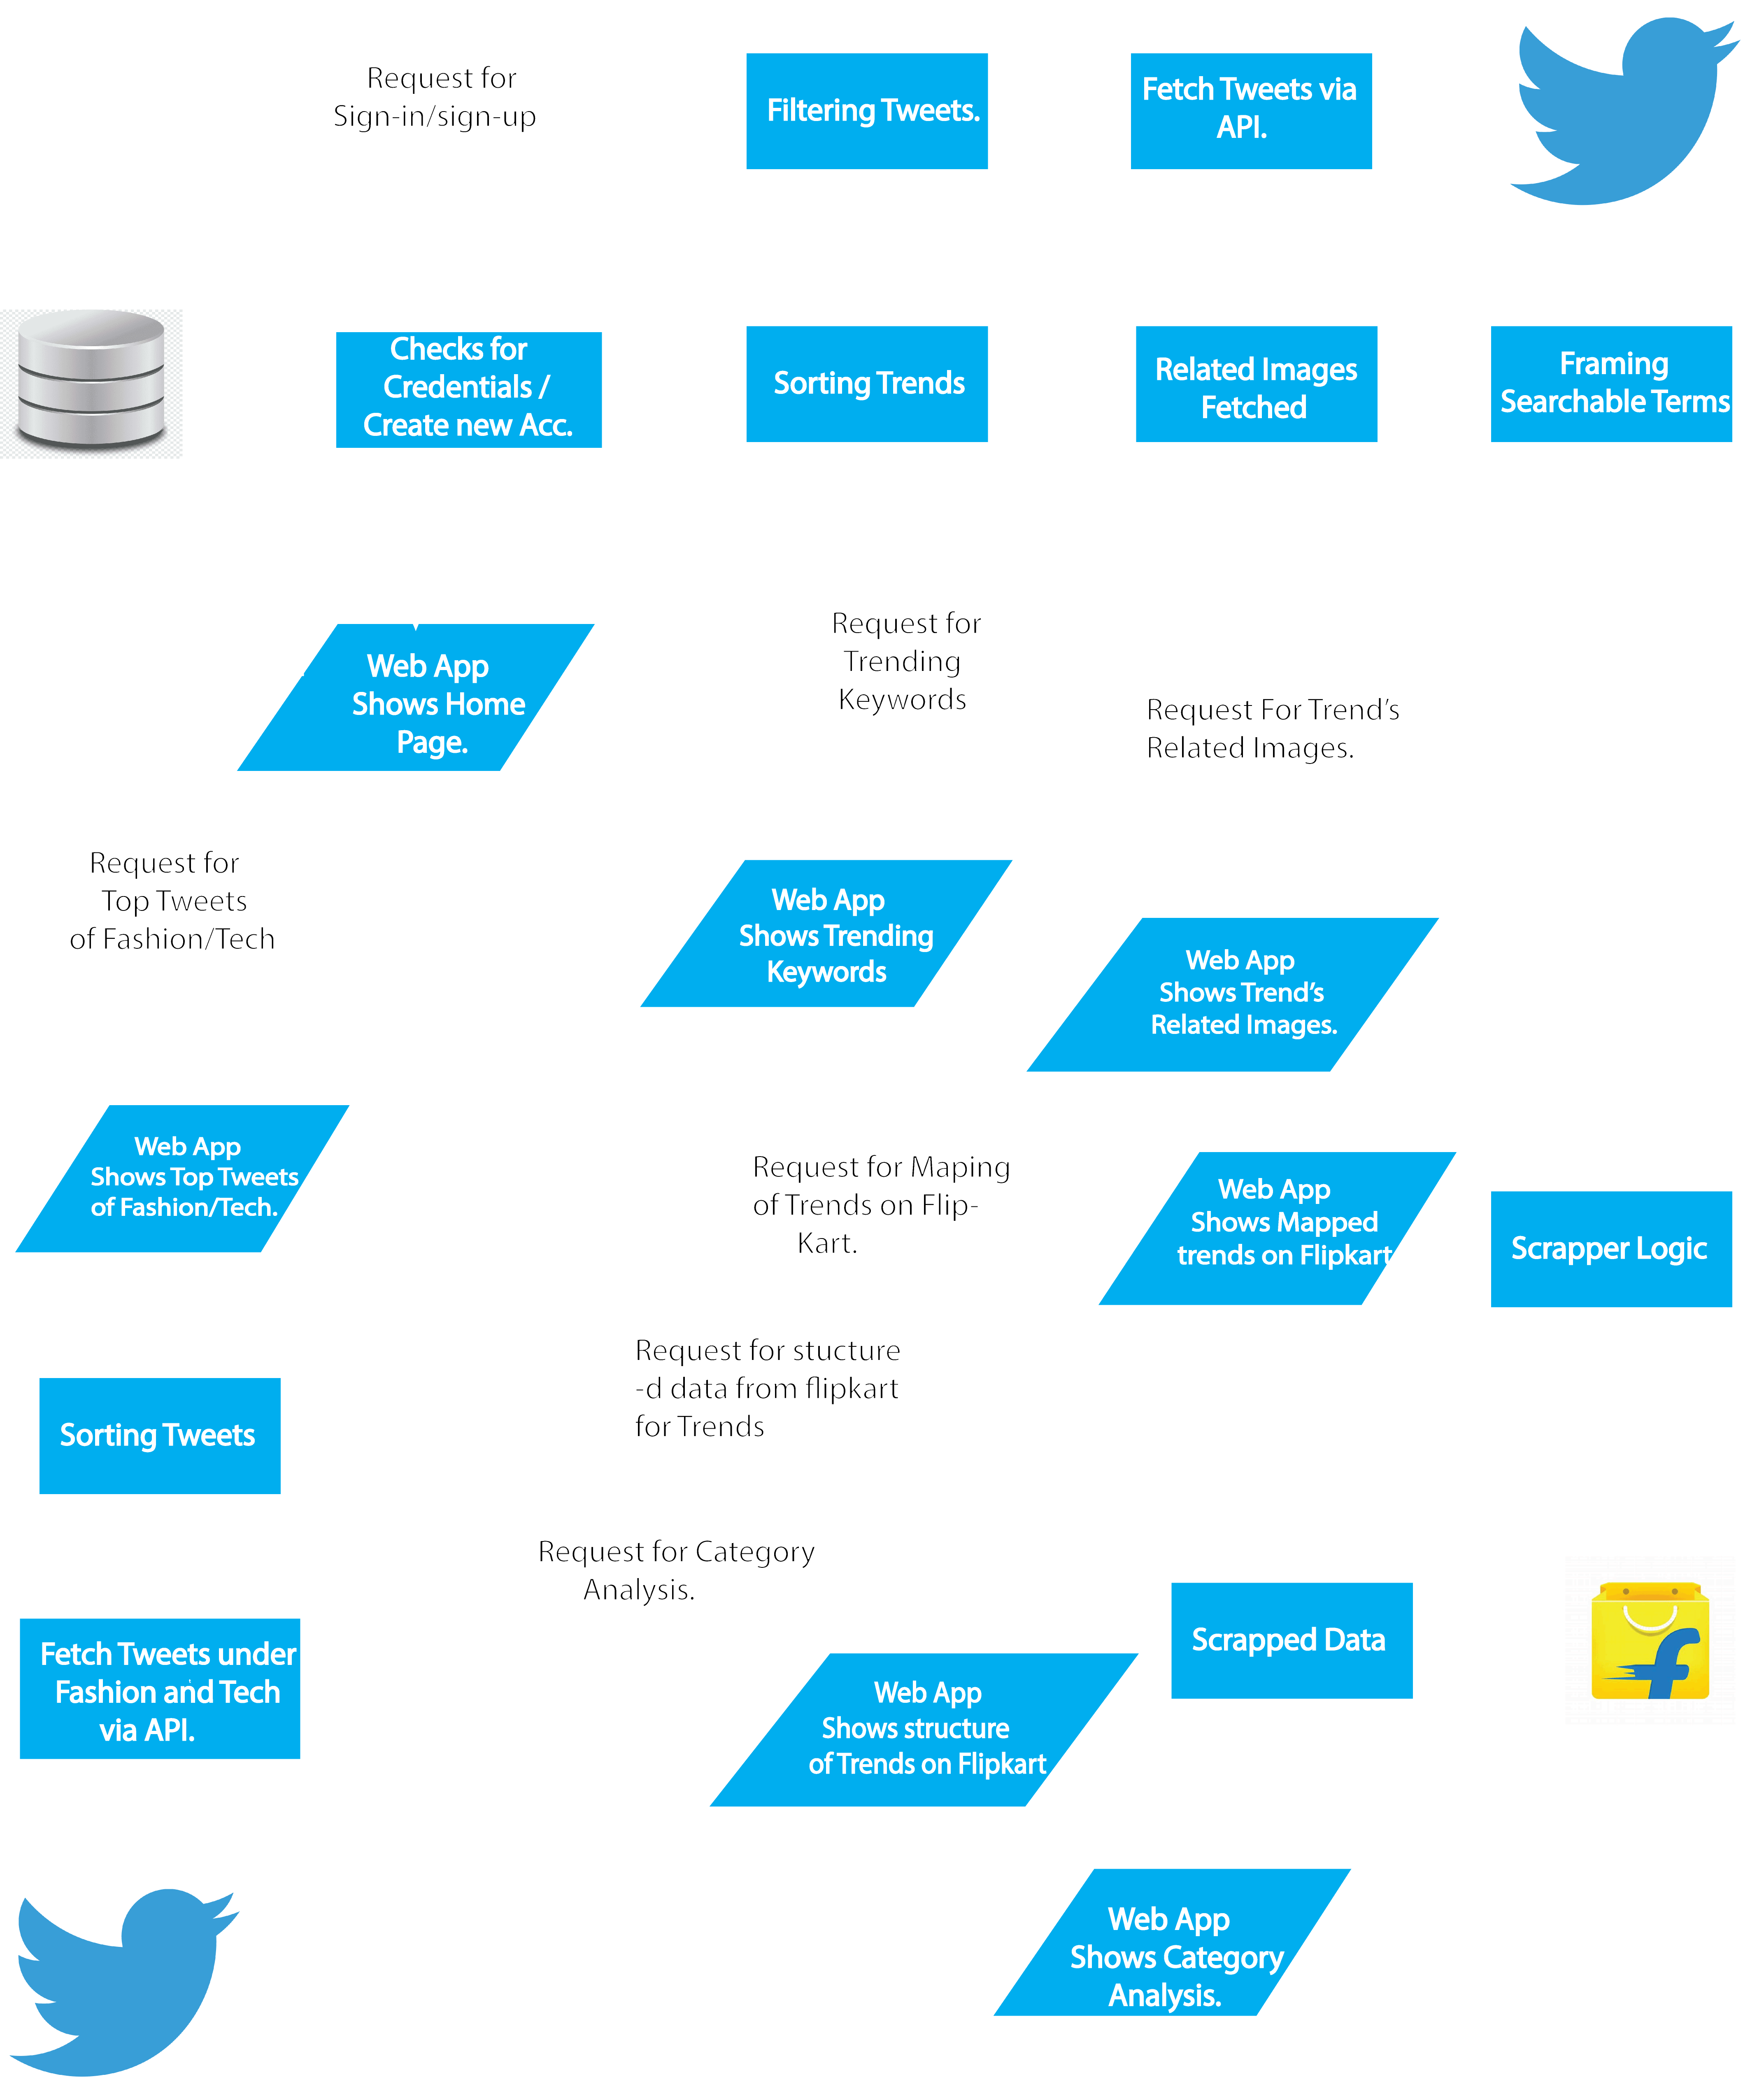 Request for
Sign-in/sign-up
Filtering Tweets.
Fetch Tweets via
API.
Checks for
Credentials /
Create new Acc.
Sorting Trends
Related Images
Fetched
Framing
Searchable Terms
Web App
Shows Home
Page.
Request for
Trending
Keywords
Request For Trend’s
Related Images.
Request for
Top Tweets
of Fashion/Tech
Web App
Shows Trending
Keywords
Web App
Shows Trend’s
Related Images.
Web App
Shows Top Tweets
of Fashion/Tech.
Request for Maping
of Trends on Flip-
Kart.
Web App
Shows Mapped
trends on Flipkart
Scrapper Logic
Request for stucture
-d data from flipkart
for Trends
Sorting Tweets
Request for Category
Analysis.
Scrapped Data
Fetch Tweets under
Fashion and Tech
via API.
Web App
Shows structure
of Trends on Flipkart
Web App
Shows Category
Analysis.